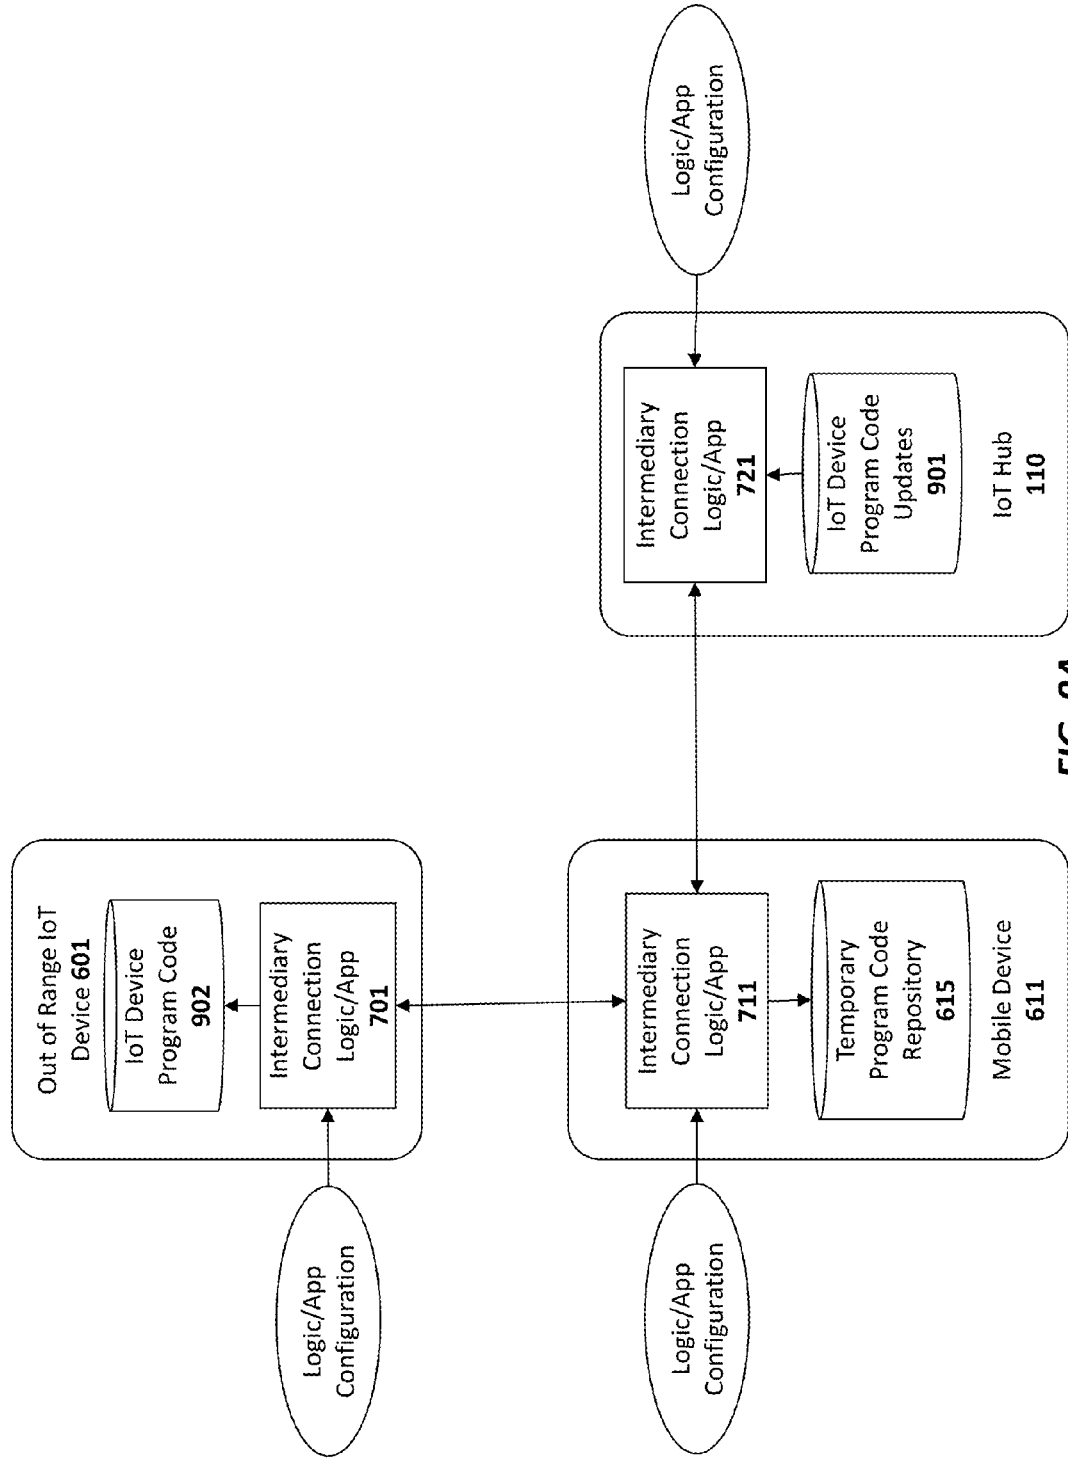 Out of Range IoT
Device 601
IoT Device
Program Code
902
Intermediary
Connection
Logic/App
701
Logic/App
Configuration
Logic/App
Configuration
Intermediary
Connection
Logic/App
711
Temporary
Program Code
Repository
615
Mobile Device
611
Logic/App
Configuration
Intermediary
Connection
Logic/App
721
IoT Device
Program Code
Updates
901
IoT Hub
110